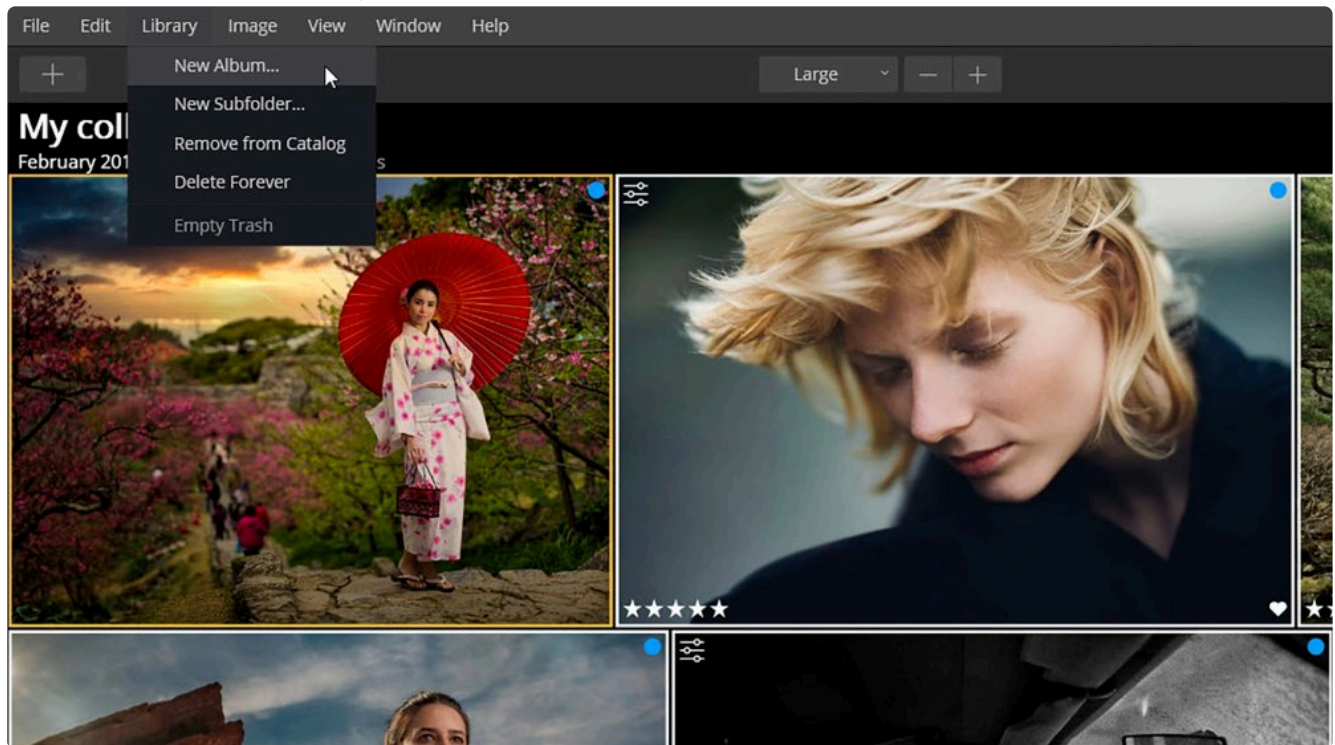 File Edit Library Image View Window Help
New Album...
Large
New Subfolder...
My coll
Remove from Catalog
February 201
s
Delete Forever
Empty Trash